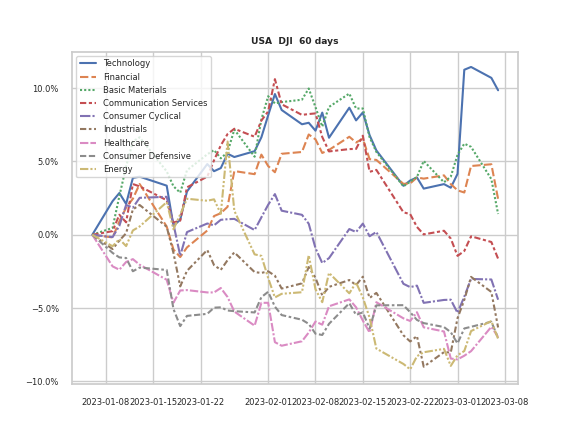 USA DJI 60 days
Technology
Financial
Basic Materials
Communication Services
Consumer Cyclical
Industrials
Healthcare
Consumer Defensive
Energy
10.0%
5.0%
0.0%
−5.0%
−10.0%
2023-01-08 2023-01-15 2023-01-22 2023-02-01 2023-02-08 2023-02-15 2023-02-22 2023-03-01 2023-03-08